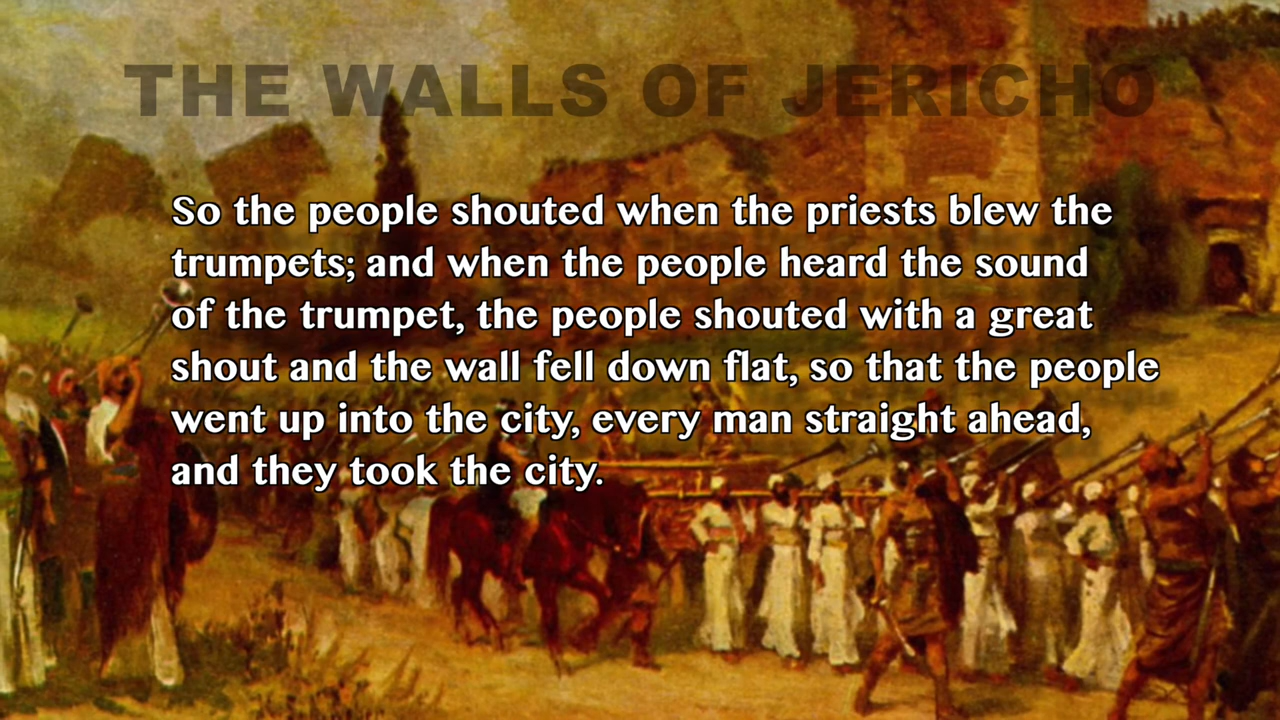 THE WALLS OF JERICHO
So the people shouted when the priests blew the
trumpets; and when the people heard the sound
of the trumpet, the people shouted with a great
shout and the wall fell down flat, so that the people
went up into the city, every man straight ahead,
and they took the city.